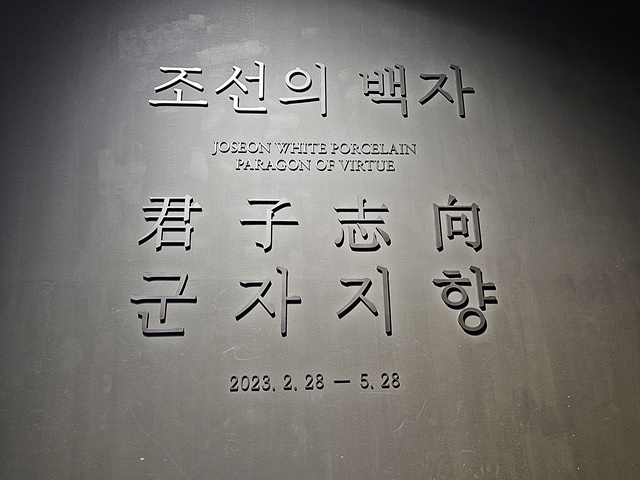 조선의 백자
JOSEON WHITE PORCELAIN
PARAGON OF VIRTUE
君子志向
군자지향
2023. 2. 28 — 5. 28